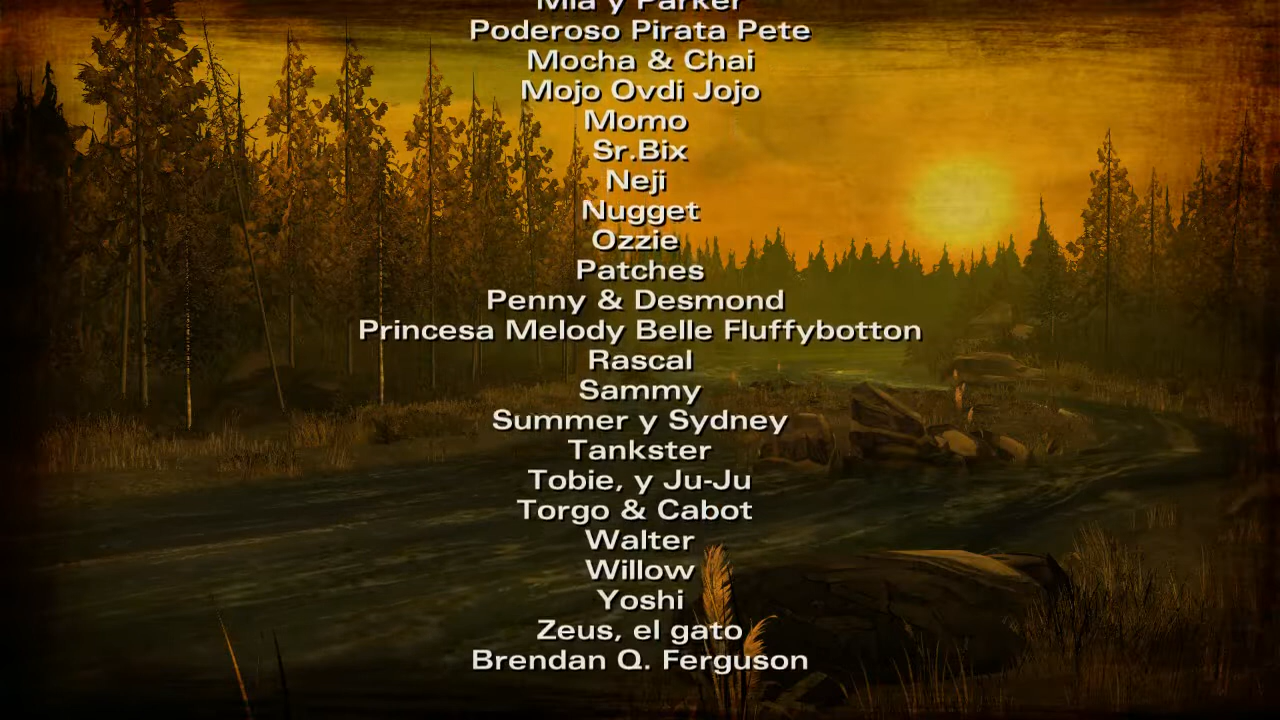 Mia y Parker
Poderoso Pirata Pete
Mocha & Chai
Mojo Ovdi Jojo
Momo
Sr.Bix
Neji
Nugget
Ozzie
Patches
Penny & Desmond
Princesa Melody Belle Fluffybotton
Rascal
Sammy
Summer y Sydney
Tankster
Tobie, y Ju-Ju
Torgo & Cabot
Walter
Willow
Yoshi
Zeus, el gato
Brendan Q. Ferguson